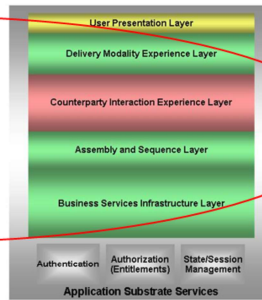 User Presentation Layer
Delivery Modality Experience Layer
Counterparty Interaction Experience Layer
Assembly and Sequence Layer
Business Services Infrastructure Layer
Authentication
Authorization
(Entitlements)
State/Session
Management
Application Substrate Services